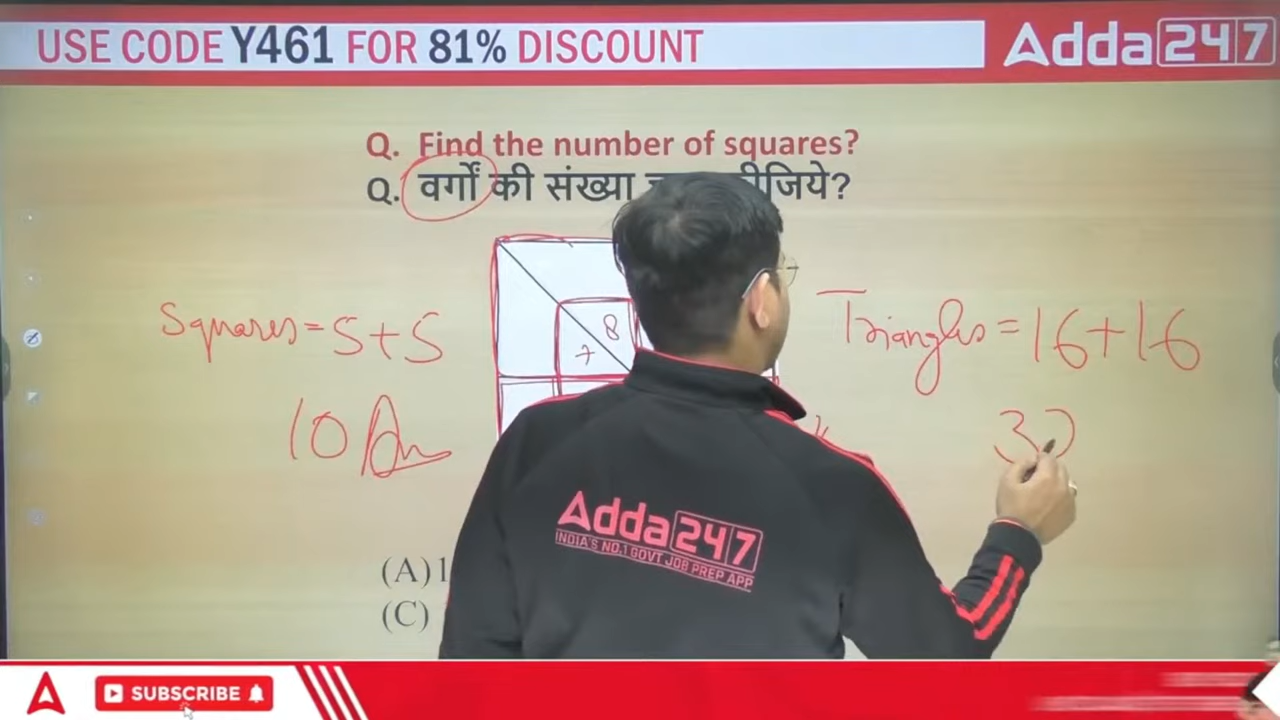 USE CODE Y461 FOR 81% DISCOUNT
Adda247
Q. Find the number of squares?
Q. वर्गों की संख्या
Squares = 5+5
10 Ans
8
7
Triangles = 16+16
32
(A) 1
(C)
Adda247
INDIA'S NO.1 GOVT JOB PREP APP
SUBSCRIBE